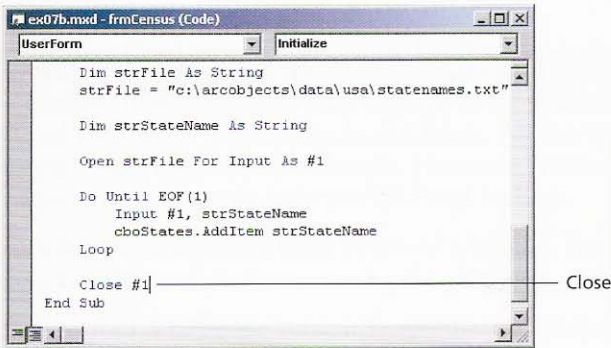 ex07b.mxd - frmCensus (Code)
UserForm Initialize
Dim strFile As String
strFile = "c:\arcobjects\data\usa\statenames.txt"
Dim strStateName As String
Open strFile For Input As #1
Do Until EOF(1)
Input #1, strStateName
cboStates.AddItem strStateName
Loop
Close #1
Close
End Sub